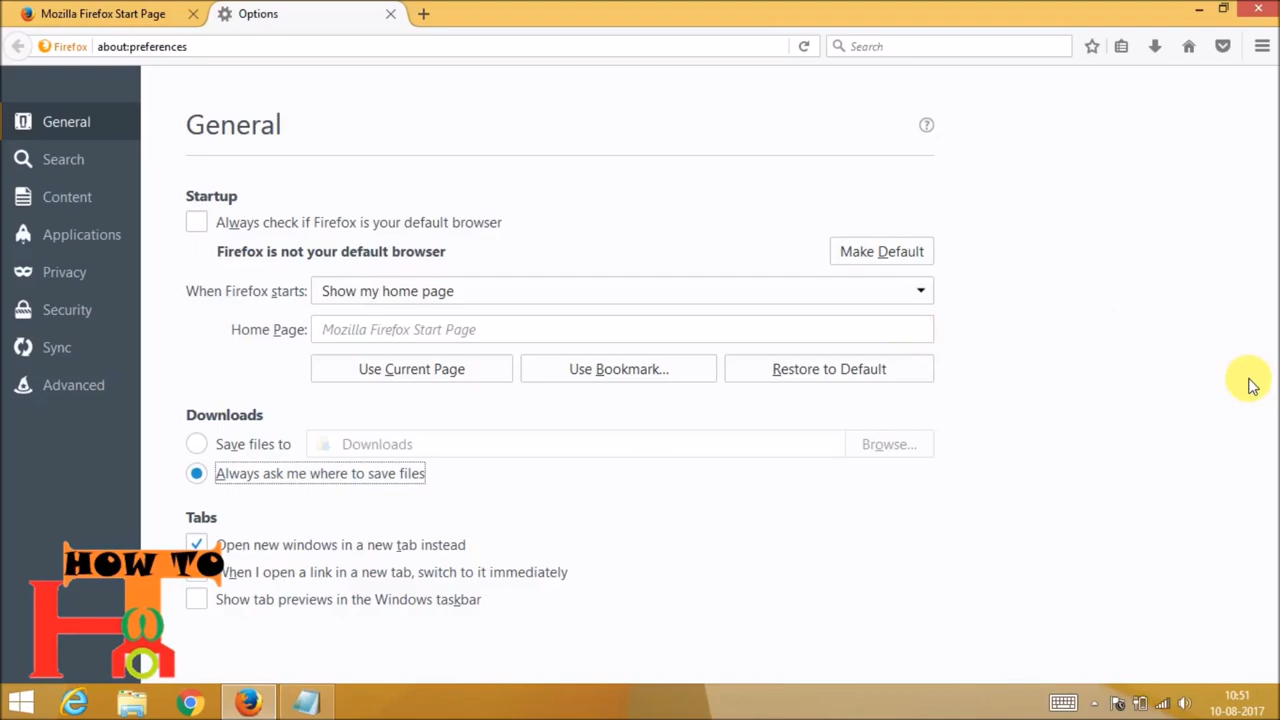 Mozilla Firefox Start Page
Options
Firefox
about:preferences
Search
General
Search
Content
Applications
Privacy
Security
Sync
Advanced
General
Startup
Always check if Firefox is your default browser
Firefox is not your default browser
Make Default
When Firefox starts:
Show my home page
Home Page:
Mozilla Firefox Start Page
Use Current Page
Use Bookmark...
Restore to Default
Downloads
Save files to
Downloads
Browse...
Always ask me where to save files
Tabs
Open new windows in a new tab instead
When I open a link in a new tab, switch to it immediately
Show tab previews in the Windows taskbar
HOW TO
10:51
10-08-2017